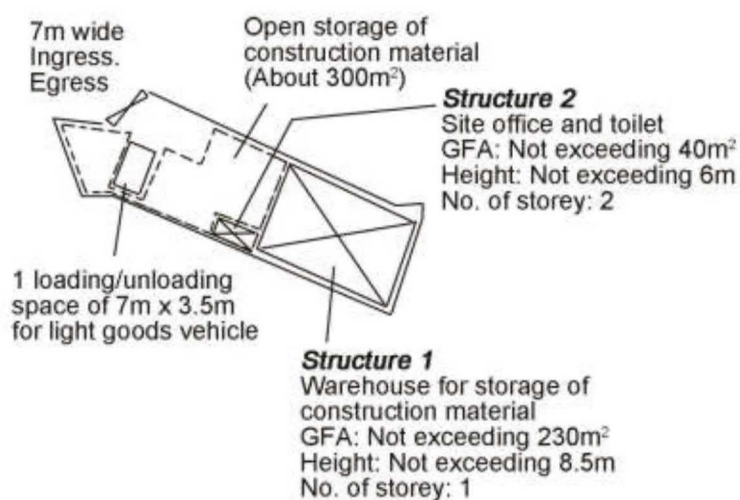 7m wide
Ingress.
Egress
Open storage of
construction material
(About 300m²)
Structure 2
Site office and toilet
GFA: Not exceeding 40m²
Height: Not exceeding 6m
No. of storey: 2
1 loading/unloading
space of 7m x 3.5m
for light goods vehicle
Structure 1
Warehouse for storage of
construction material
GFA: Not exceeding 230m²
Height: Not exceeding 8.5m
No. of storey: 1